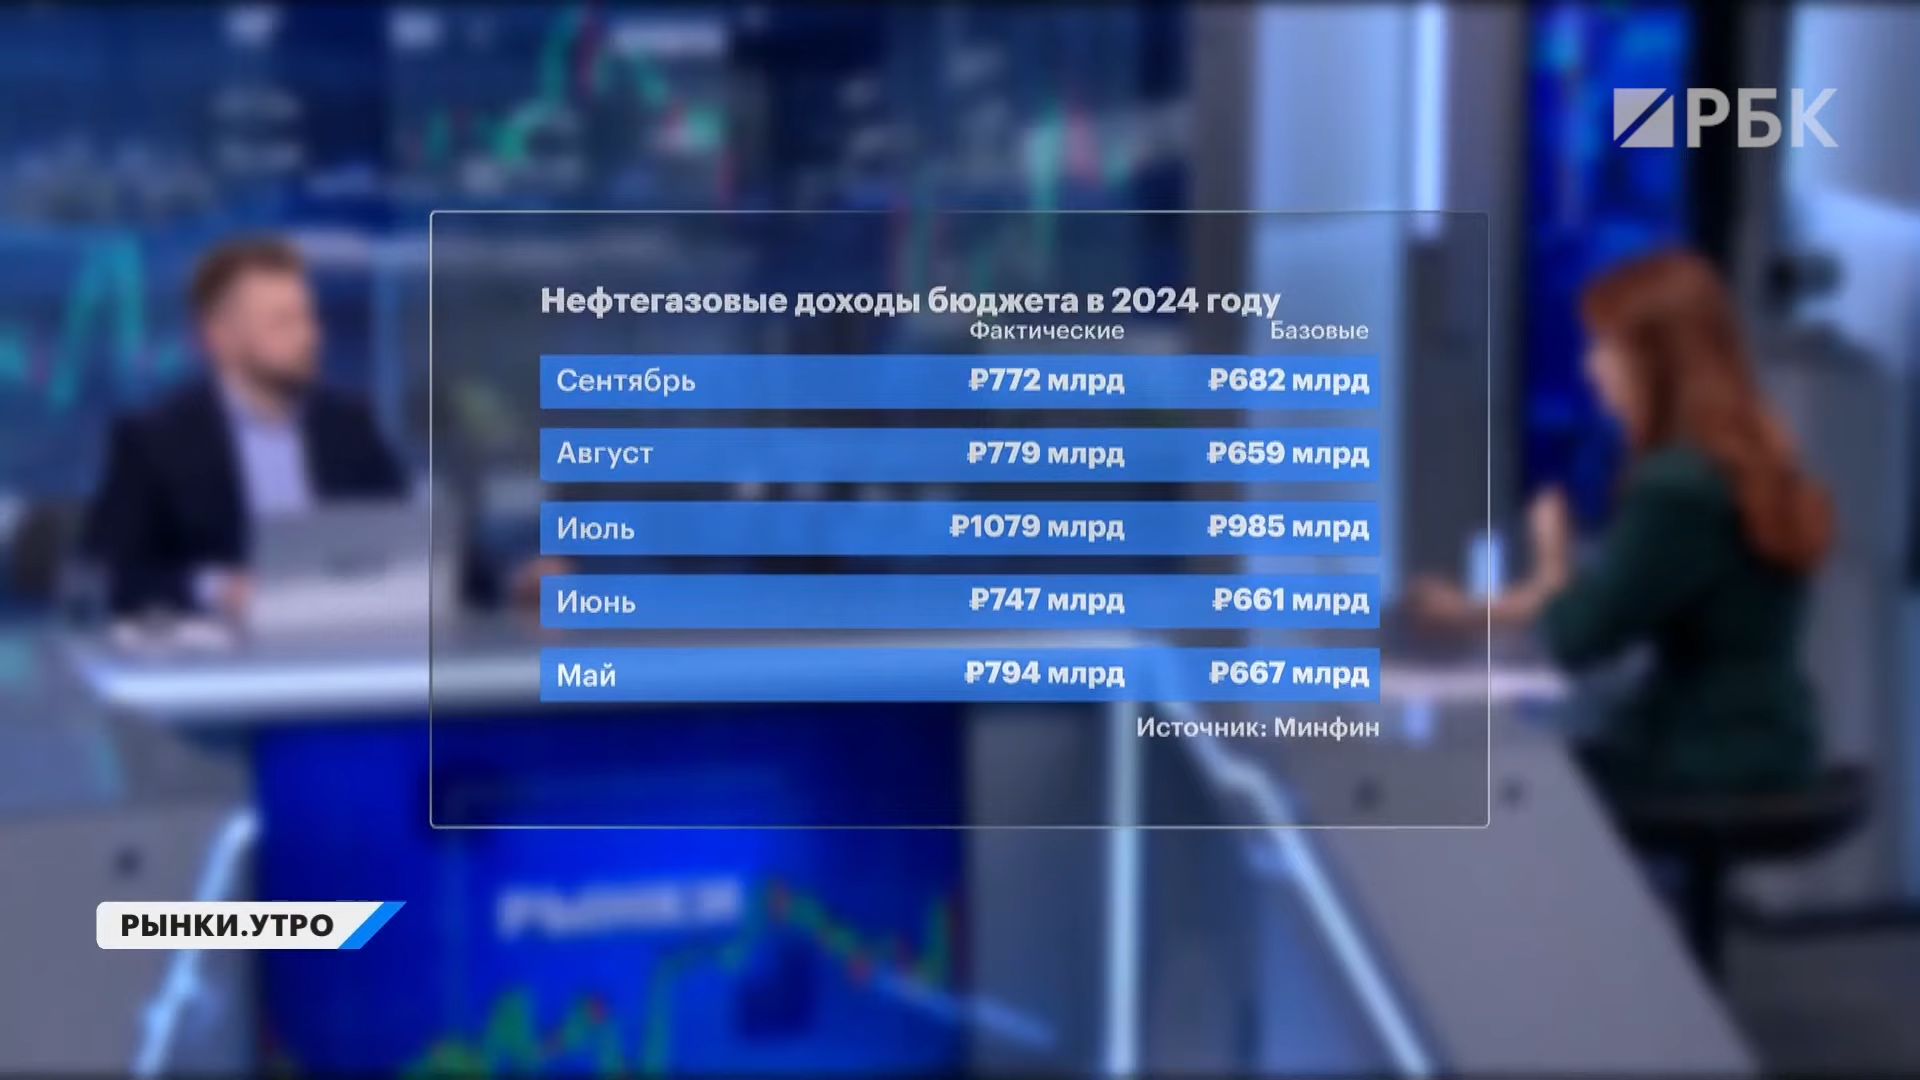 РБК
Нефтегазовые доходы бюджета в 2024 году
Фактические Базовые
Сентябрь ₽772 млрд ₽682 млрд
Август ₽779 млрд ₽659 млрд
Июль ₽1079 млрд ₽985 млрд
Июнь ₽747 млрд ₽661 млрд
Май ₽794 млрд ₽667 млрд
Источник: Минфин
РЫНКИ
РЫНКИ.УТРО